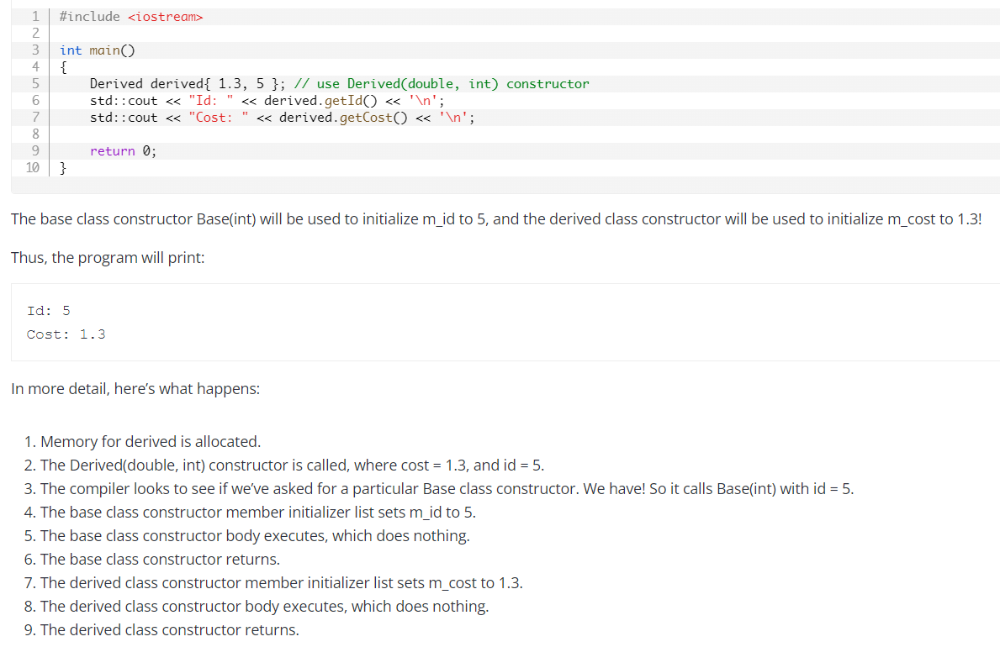 1 #include <iostream>
2
3 int main()
4 {
5     Derived derived{ 1.3, 5 }; // use Derived(double, int) constructor
6     std::cout << "Id: " << derived.getId() << '\n';
7     std::cout << "Cost: " << derived.getCost() << '\n';
8
9     return 0;
10 }
The base class constructor Base(int) will be used to initialize m_id to 5, and the derived class constructor will be used to initialize m_cost to 1.3!
Thus, the program will print:
Id: 5
Cost: 1.3
In more detail, here’s what happens:
1. Memory for derived is allocated.
2. The Derived(double, int) constructor is called, where cost = 1.3, and id = 5.
3. The compiler looks to see if we’ve asked for a particular Base class constructor. We have! So it calls Base(int) with id = 5.
4. The base class constructor member initializer list sets m_id to 5.
5. The base class constructor body executes, which does nothing.
6. The base class constructor returns.
7. The derived class constructor member initializer list sets m_cost to 1.3.
8. The derived class constructor body executes, which does nothing.
9. The derived class constructor returns.